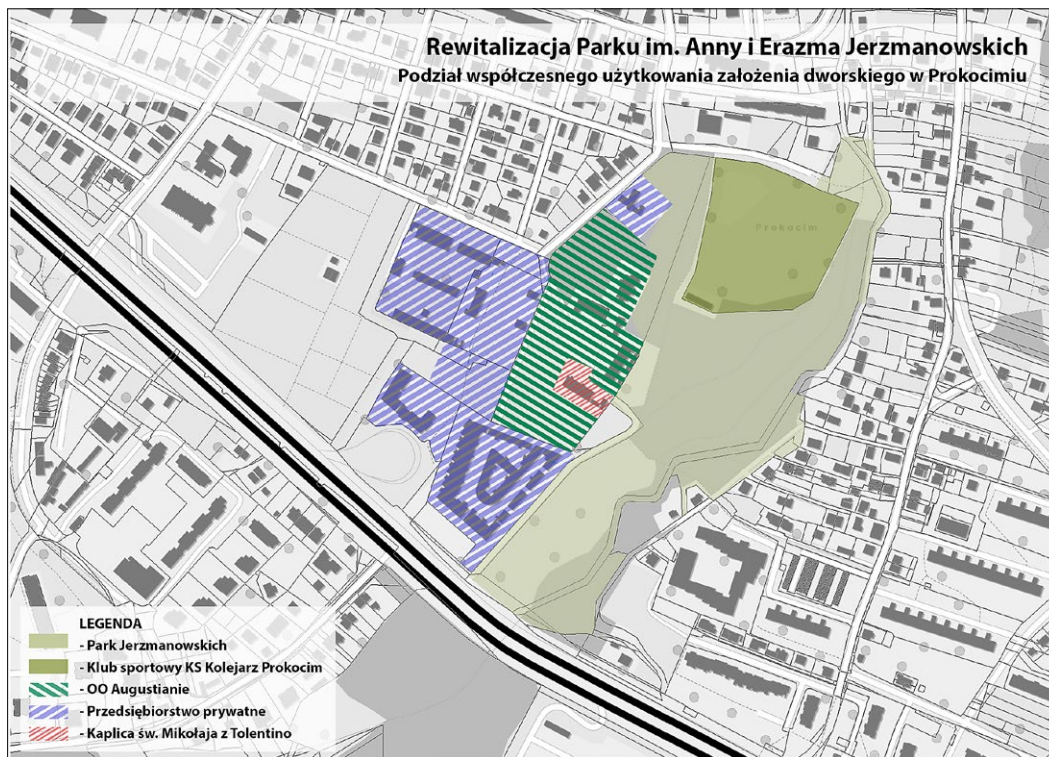 Rewitalizacja Parku im. Anny i Erazma Jerzmanowskich
Podział współczesnego użytkowania założenia dworskiego w Prokocimiu
Prokocim
LEGENDA
- Park Jerzmanowskich
- Klub sportowy KS Kolejarz Prokocim
- OO Augustianie
- Przedsiębiorstwo prywatne
- Kaplica św. Mikołaja z Tolentino